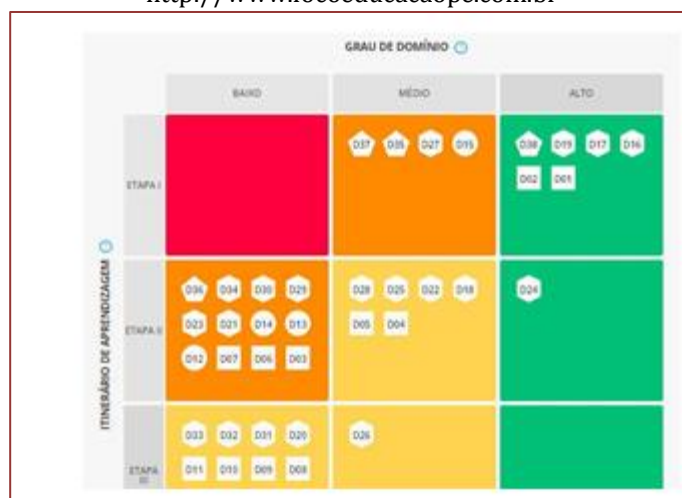 GRAU DE DOMÍNIO
BAIXO MÉDIO ALTO
ITINERÁRIO DE APRENDIZAGEM
ETAPA I
D37 D35 D27 D15
D38 D19 D17 D16
D02 D01
ETAPA II
D36 D34 D30 D29
D23 D21 D14 D13
D12 D07 D06 D03
D28 D25 D22 D18
D05 D04
D24
ETAPA
III
D33 D32 D31 D20
D11 D10 D09 D08
D26